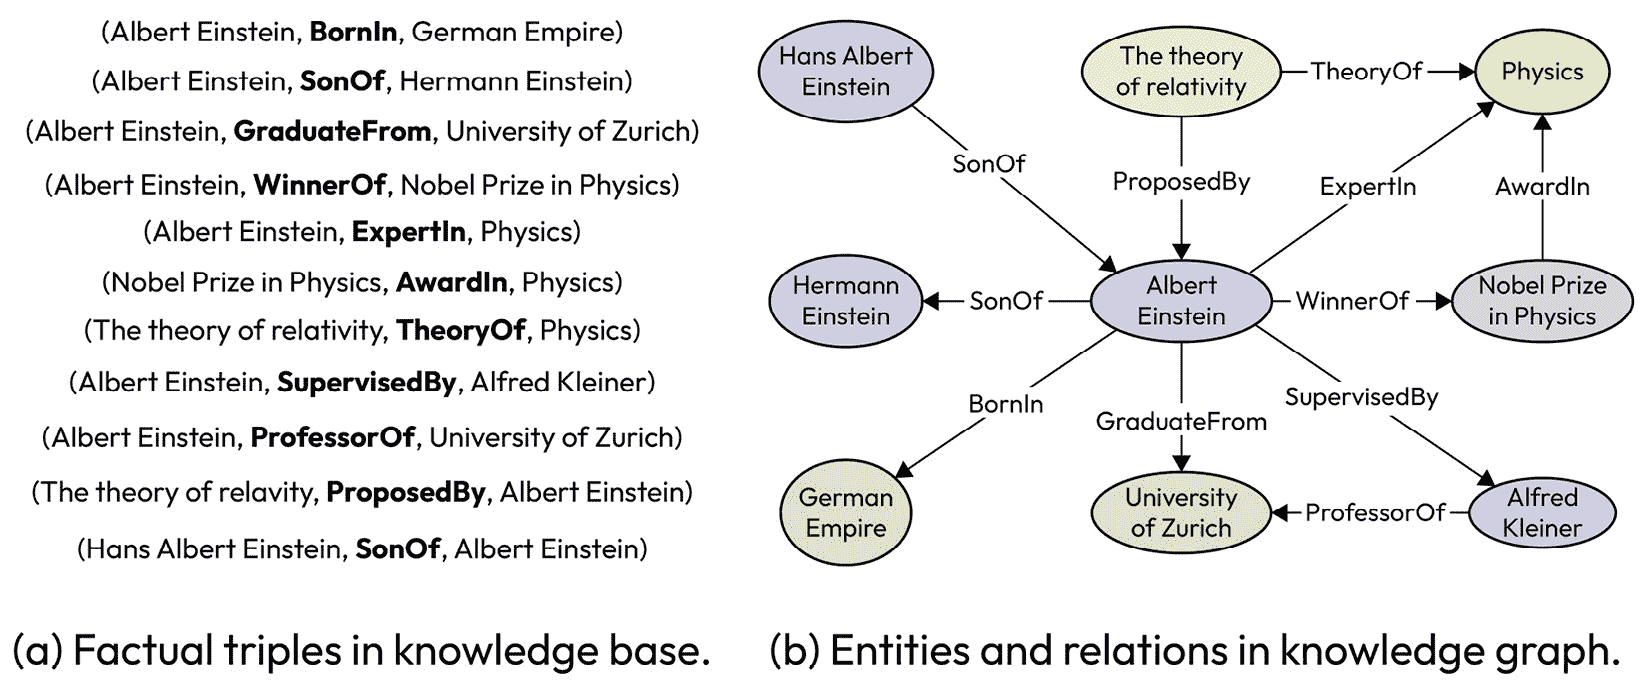 (Albert Einstein, BornIn, German Empire)
(Albert Einstein, SonOf, Hermann Einstein)
(Albert Einstein, GraduateFrom, University of Zurich)
(Albert Einstein, WinnerOf, Nobel Prize in Physics)
(Albert Einstein, ExpertIn, Physics)
(Nobel Prize in Physics, AwardIn, Physics)
(The theory of relativity, TheoryOf, Physics)
(Albert Einstein, SupervisedBy, Alfred Kleiner)
(Albert Einstein, ProfessorOf, University of Zurich)
(The theory of relavity, ProposedBy, Albert Einstein)
(Hans Albert Einstein, SonOf, Albert Einstein)
(a) Factual triples in knowledge base.
Hans Albert
Einstein
The theory
of relativity
TheoryOf
Physics
SonOf
ProposedBy
ExpertIn
AwardIn
Hermann
Einstein
SonOf
Albert
Einstein
WinnerOf
Nobel Prize
in Physics
BornIn
GraduateFrom
SupervisedBy
German
Empire
University
of Zurich
ProfessorOf
Alfred
Kleiner
(b) Entities and relations in knowledge graph.